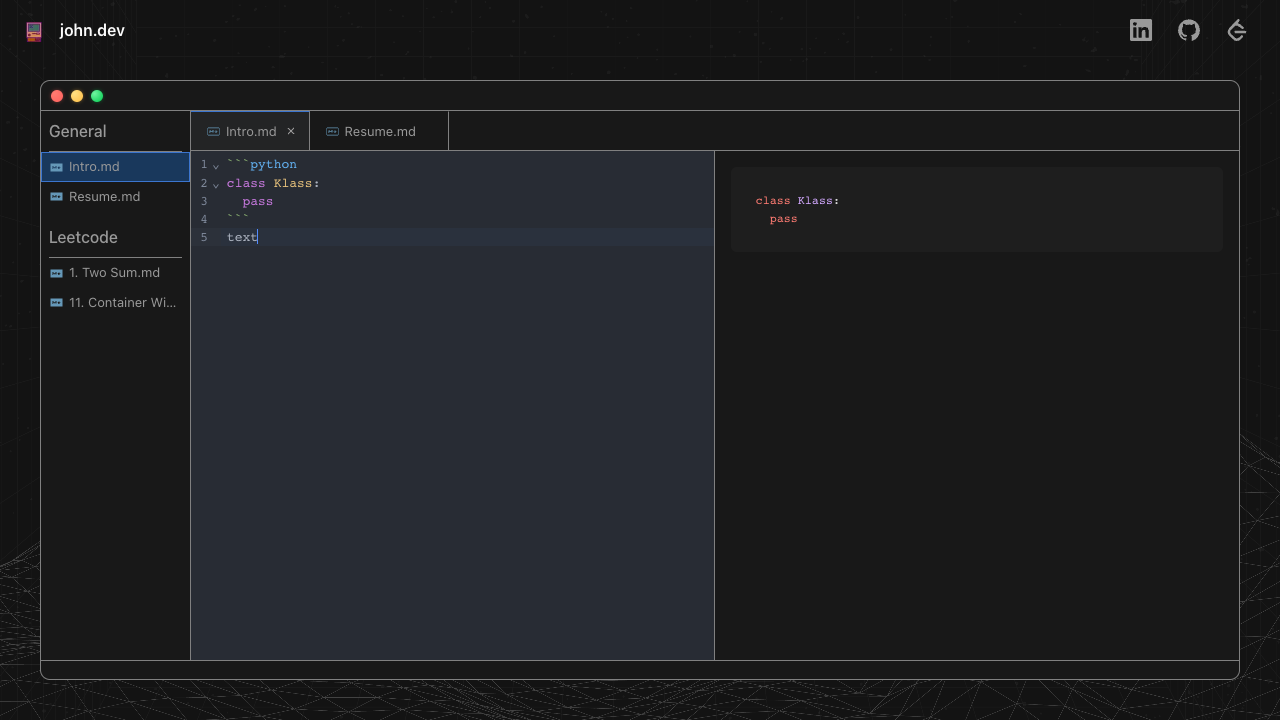 john.dev
General
Intro.md
Resume.md
Leetcode
1. Two Sum.md
11. Container Wi...
Intro.md ×
Resume.md
1 ```python
2 class Klass:
3   pass
4 ```
5 text
class Klass:
  pass